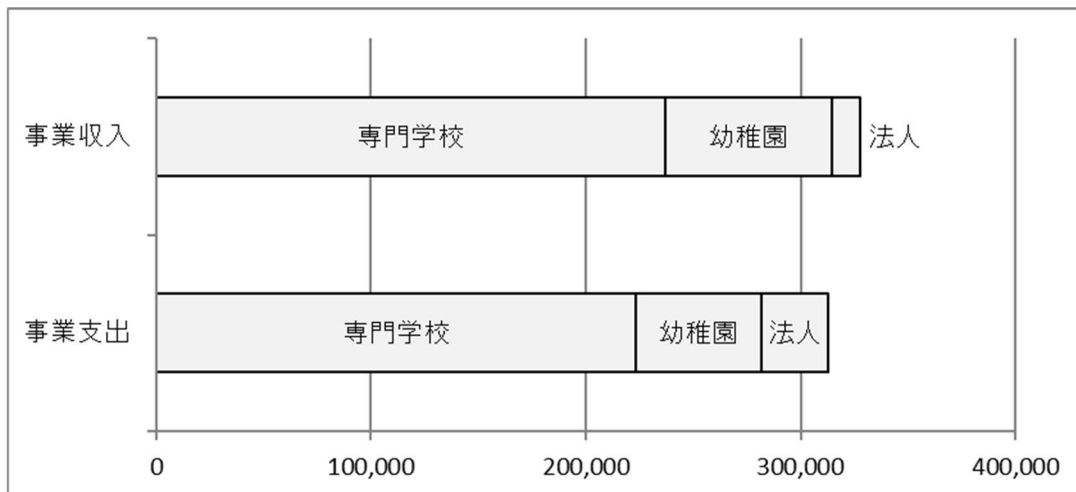 事業収入
専門学校
幼稚園
法人
事業支出
専門学校
幼稚園
法人
0
100,000
200,000
300,000
400,000